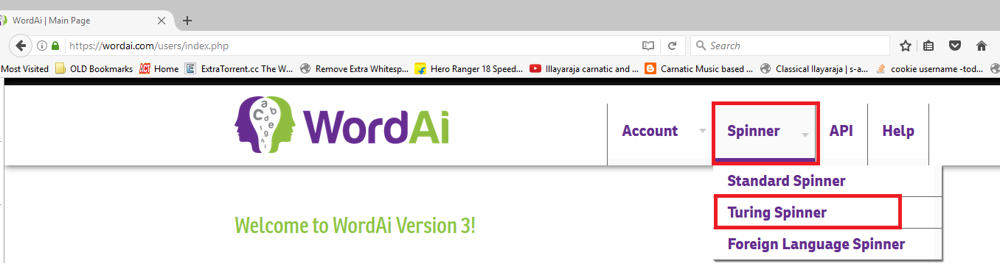 WordAi | Main Page
https://wordai.com/users/index.php
Search
Most Visited OLD Bookmarks ACT Home E ExtraTorrent.cc The W... Remove Extra Whitesp... Hero Ranger 18 Speed... Illayaraja carnatic and ... Carnatic Music based ... Classical Ilayaraja | s-a... cookie username -tod...
WordAi
Account Spinner API Help
Standard Spinner
Turing Spinner
Welcome to WordAi Version 3!
Foreign Language Spinner